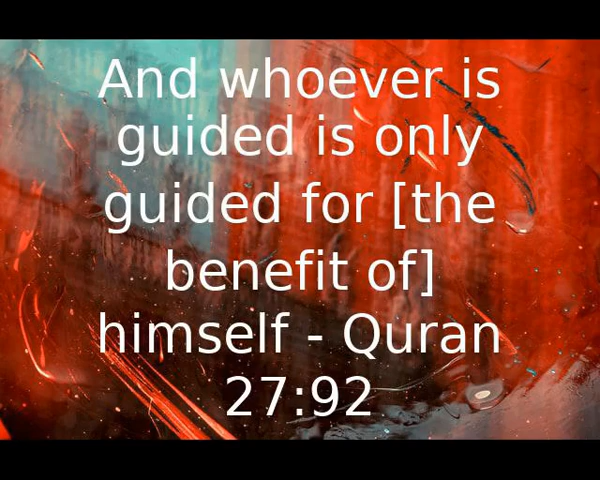 And whoever is
guided is only
guided for [the
benefit of]
himself - Quran
27:92